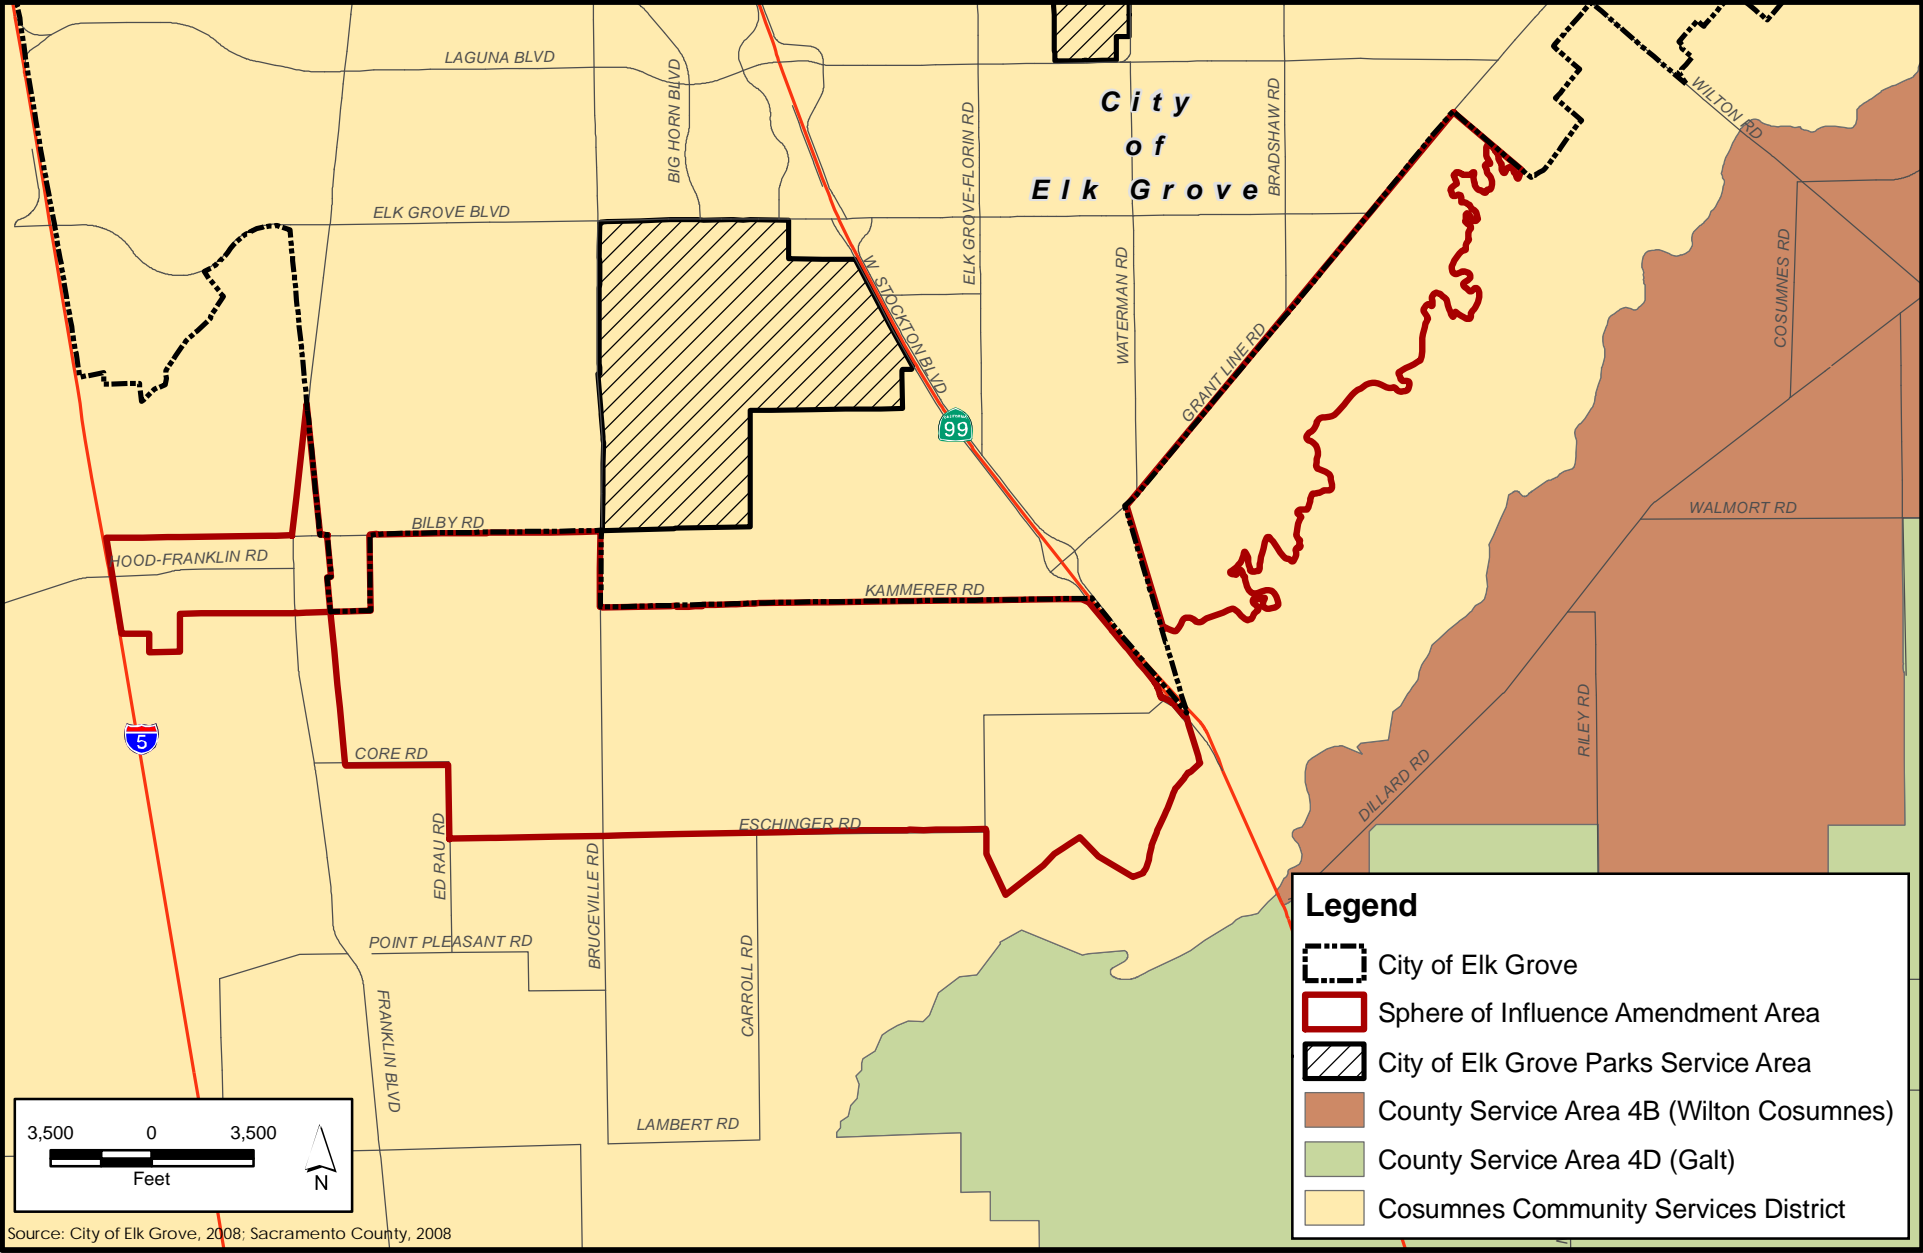 LAGUNA BLVD
BIG HORN BLVD
ELK GROVE-FLORIN RD
City
of
Elk Grove
BRADSHAW RD
WILTON RD
ELK GROVE BLVD
W STOCKTON BLVD
WATERMAN RD
GRANT LINE RD
COSUMNES RD
CALIFORNIA
99
BILBY RD
HOOD-FRANKLIN RD
KAMMERER RD
WALMORT RD
5
CORE RD
RILEY RD
DILLARD RD
ED RAU RD
ESCHINGER RD
BRUCEVILLE RD
POINT PLEASANT RD
CARROLL RD
FRANKLIN BLVD
LAMBERT RD
Legend
City of Elk Grove
Sphere of Influence Amendment Area
City of Elk Grove Parks Service Area
County Service Area 4B (Wilton Cosumnes)
County Service Area 4D (Galt)
Cosumnes Community Services District
3,500 0 3,500
Feet
N
Source: City of Elk Grove, 2008; Sacramento County, 2008